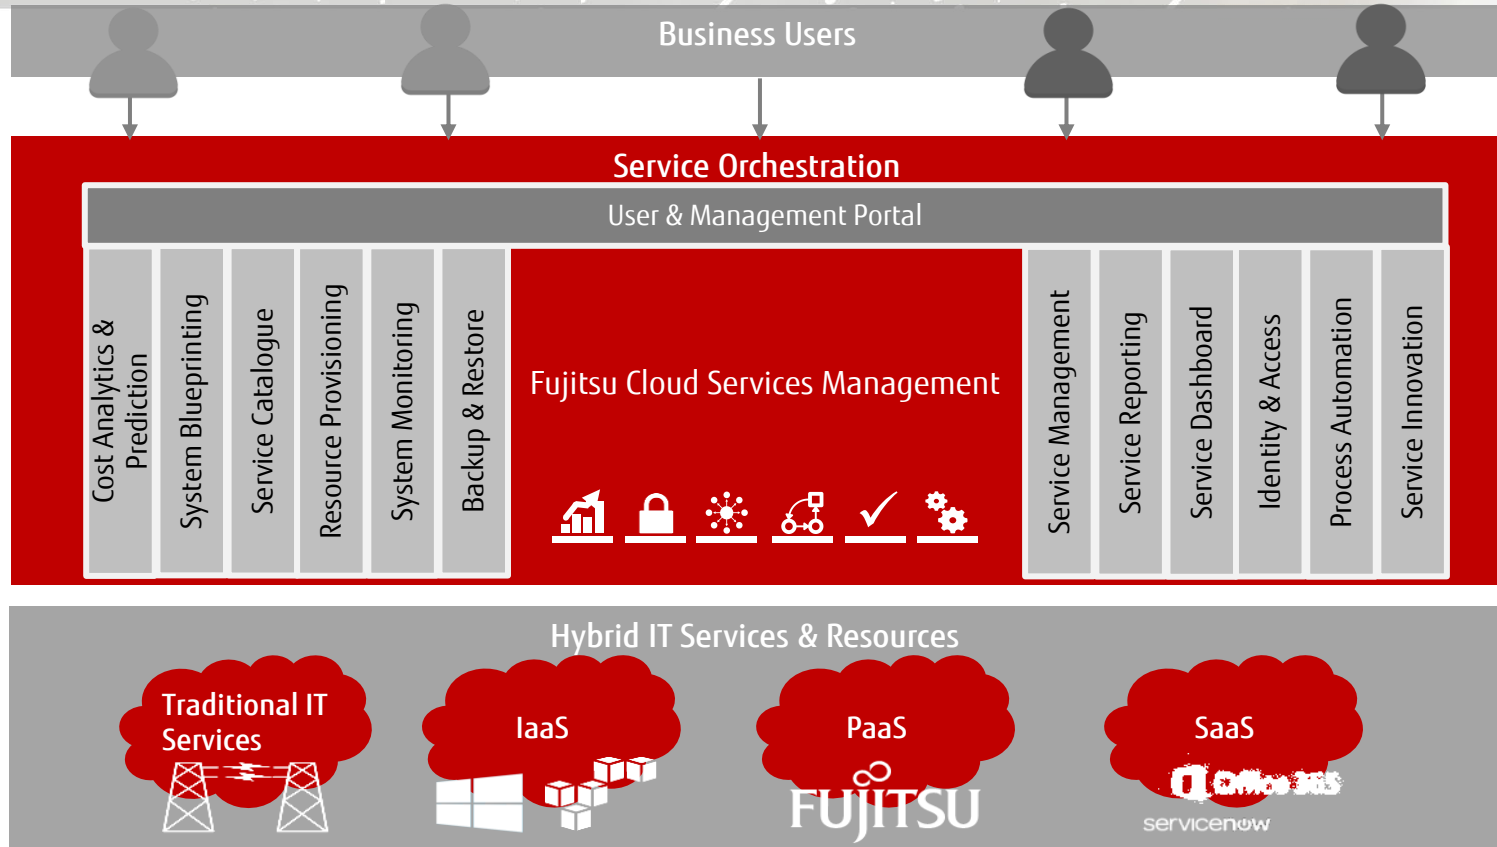 Business Users
Service Orchestration
User & Management Portal
Cost Analytics &
Prediction
System Blueprinting
Service Catalogue
Resource Provisioning
System Monitoring
Backup & Restore
Fujitsu Cloud Services Management
Service Management
Service Reporting
Service Dashboard
Identity & Access
Process Automation
Service Innovation
Hybrid IT Services & Resources
Traditional IT
Services
IaaS
PaaS
FUJITSU
SaaS
Office 365
servicenow